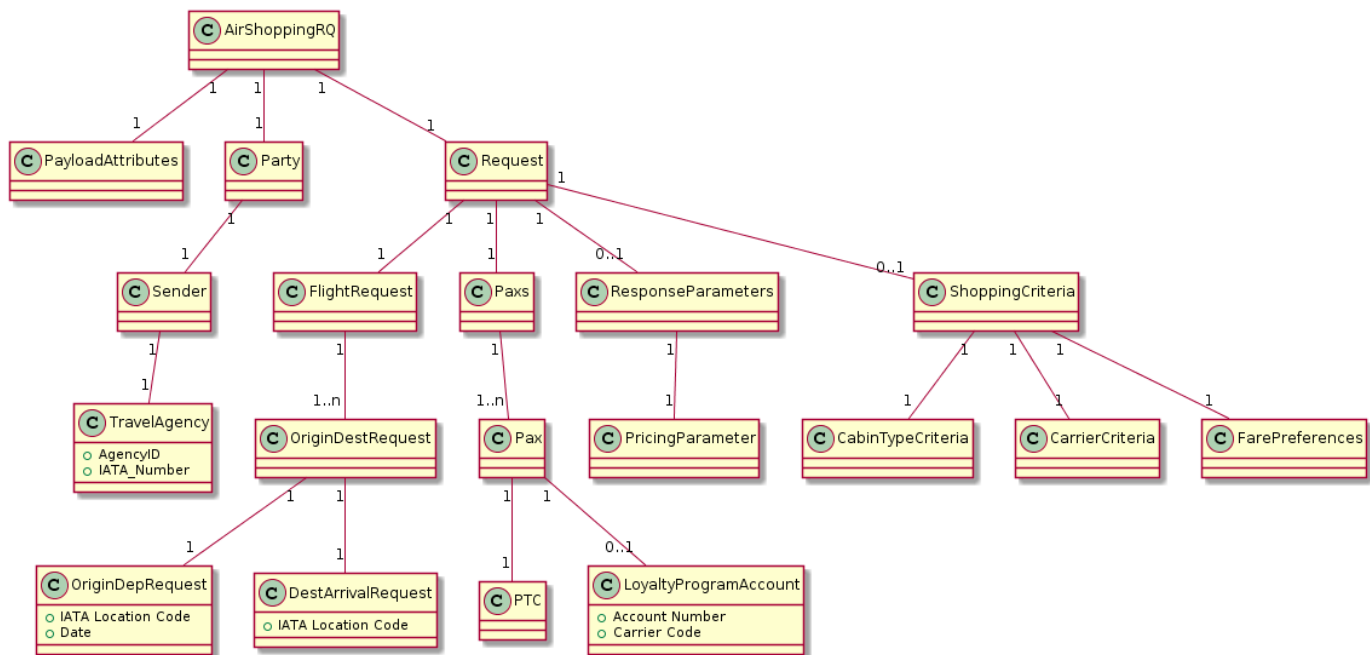 C AirShoppingRQ
1 1 1
1 1 1
C PayloadAttributes
C Party
C Request
1
1 1 1 1
1 1 1 0..1 0..1
C Sender
C FlightRequest
C Paxs
C ResponseParameters
C ShoppingCriteria
1 1 1 1 1 1 1
1
1..n 1..n 1 1 1 1
C TravelAgency
AgencyID
IATA_Number
C OriginDestRequest
C Pax
C PricingParameter
C CabinTypeCriteria
C CarrierCriteria
C FarePreferences
1 1 1 1
1 1 1 0..1
C OriginDepRequest
IATA Location Code
Date
C DestArrivalRequest
IATA Location Code
C PTC
C LoyaltyProgramAccount
Account Number
Carrier Code